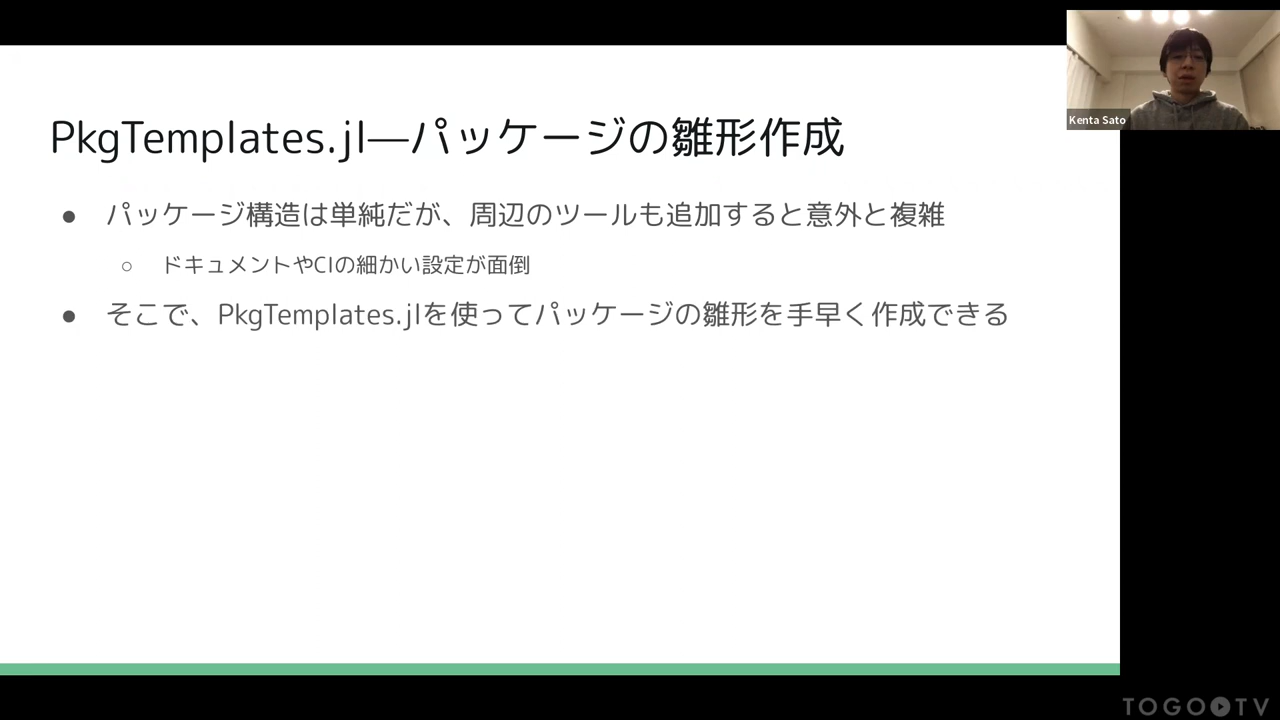 PkgTemplates.jl—パッケージの雛形作成
● パッケージ構造は単純だが、周辺のツールも追加すると意外と複雑
○ ドキュメントやCIの細かい設定が面倒
● そこで、PkgTemplates.jlを使ってパッケージの雛形を手早く作成できる
Kenta Sato
TOGO TV